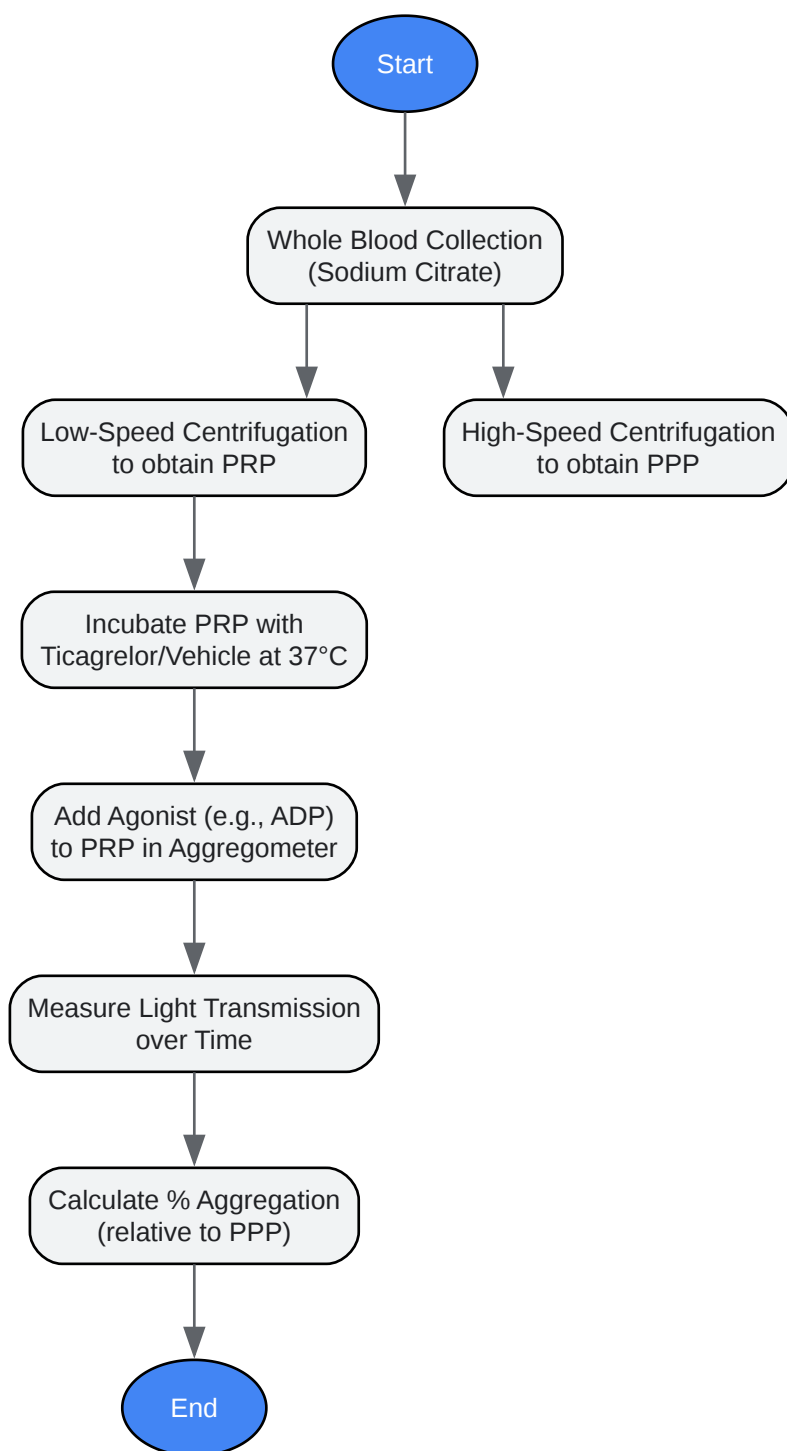 Start
Whole Blood Collection
(Sodium Citrate)
Low-Speed Centrifugation
to obtain PRP
High-Speed Centrifugation
to obtain PPP
Incubate PRP with
Ticagrelor/Vehicle at 37°C
Add Agonist (e.g., ADP)
to PRP in Aggregometer
Measure Light Transmission
over Time
Calculate % Aggregation
(relative to PPP)
End